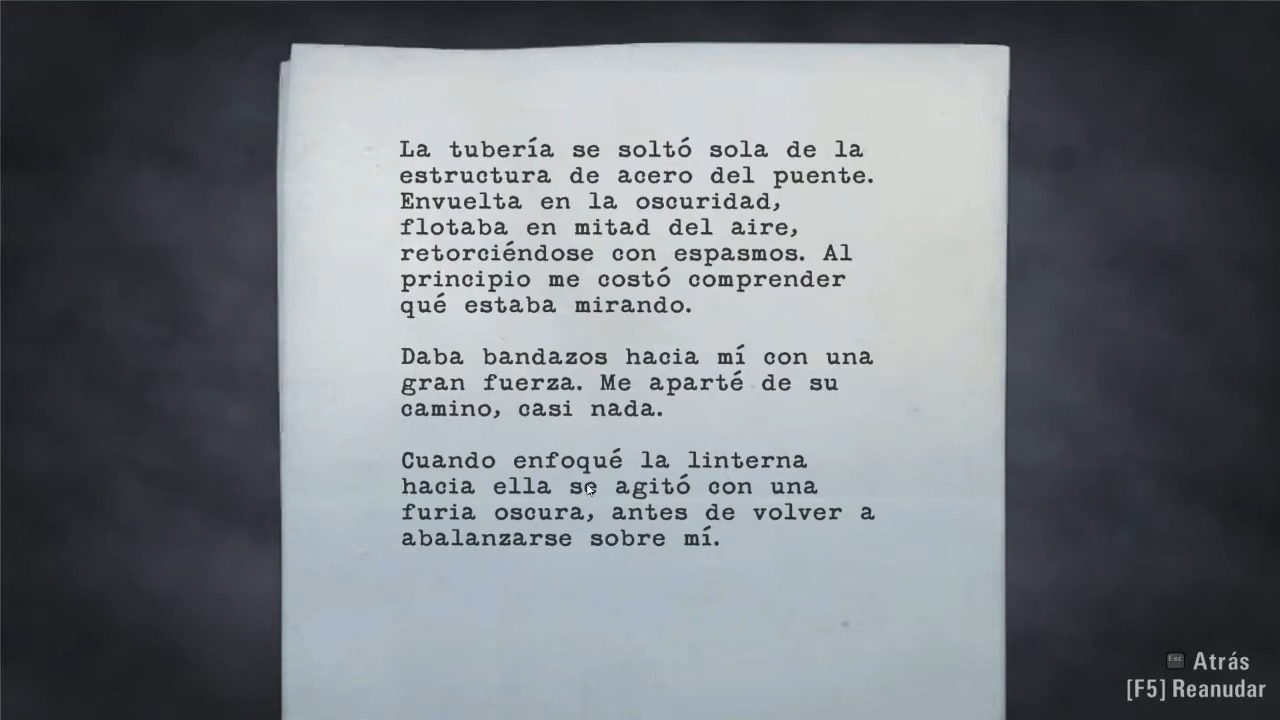 La tubería se soltó sola de la
estructura de acero del puente.
Envuelta en la oscuridad,
flotaba en mitad del aire,
retorciéndose con espasmos. Al
principio me costó comprender
qué estaba mirando.
Daba bandazos hacia mí con una
gran fuerza. Me aparté de su
camino, casi nada.
Cuando enfoqué la linterna
hacia ella se agitó con una
furia oscura, antes de volver a
abalanzarse sobre mí.
Esc Atrás
[F5] Reanudar